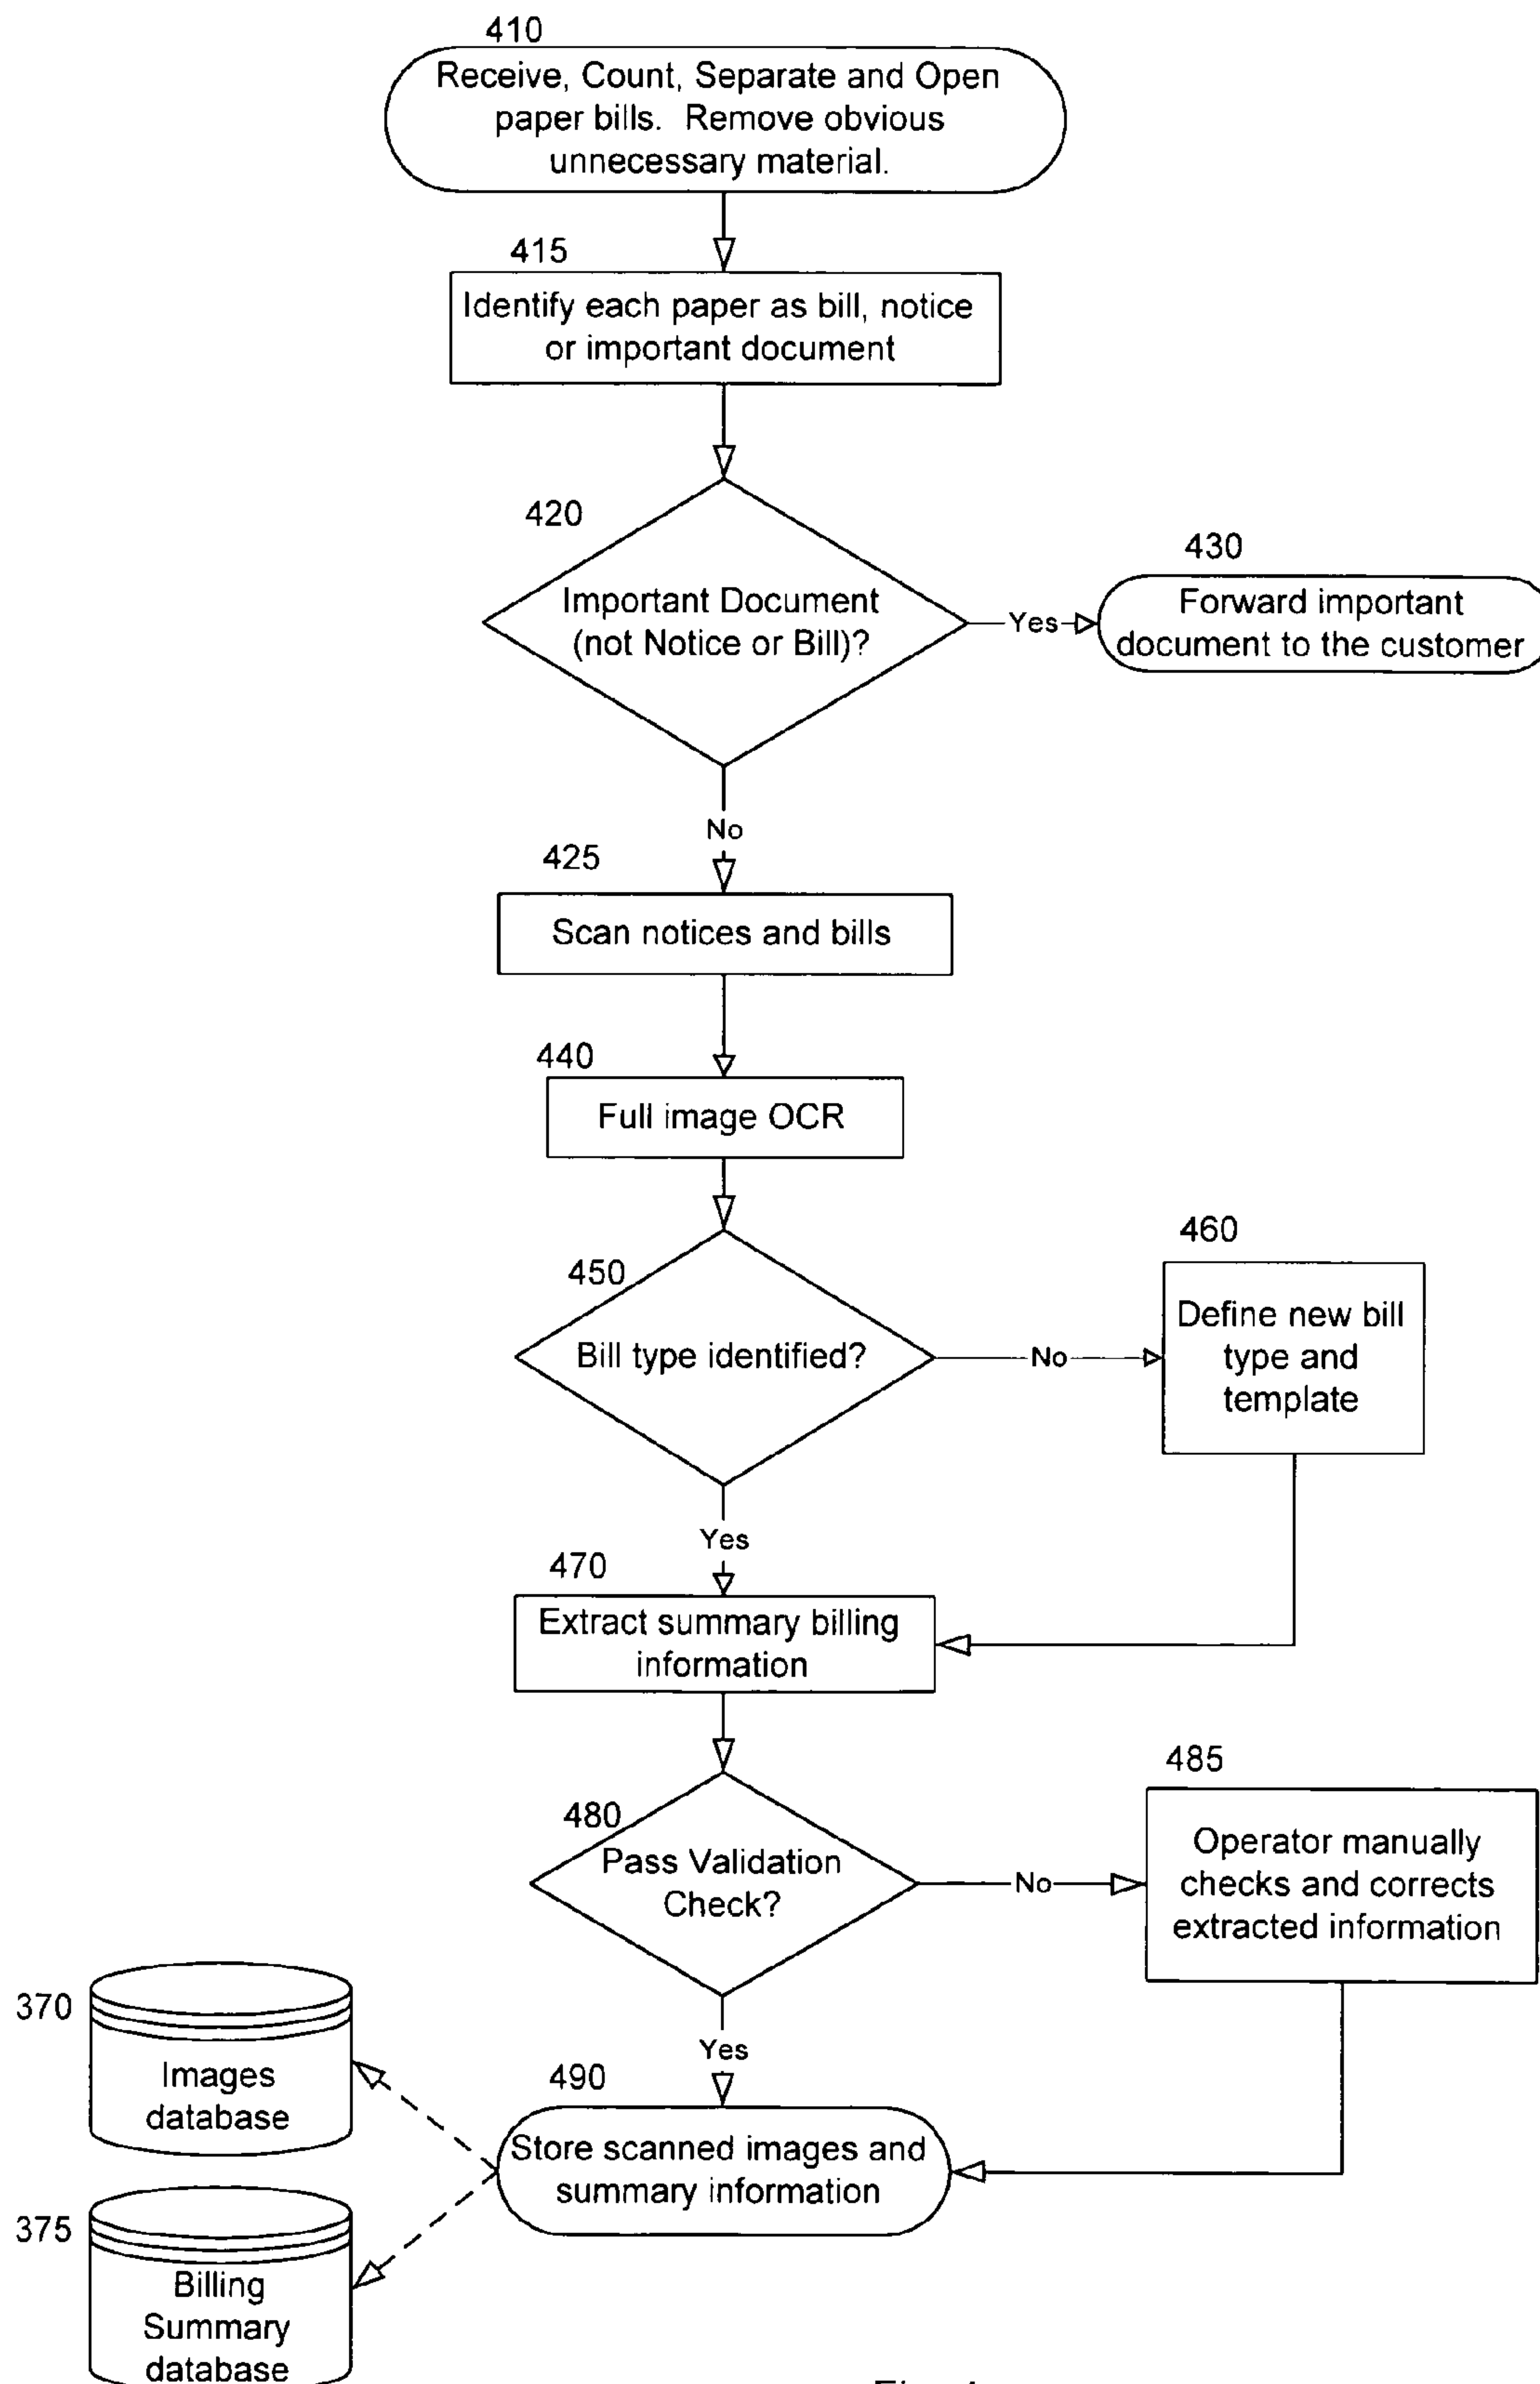 410
Receive, Count, Separate and Open
paper bills. Remove obvious
unnecessary material.
415
Identify each paper as bill, notice
or important document
420
Important Document
(not Notice or Bill)?
Yes
430
Forward important
document to the customer
No
425
Scan notices and bills
440
Full image OCR
450
Bill type identified?
No
460
Define new bill
type and
template
Yes
470
Extract summary billing
information
480
Pass Validation
Check?
No
485
Operator manually
checks and corrects
extracted information
Yes
490
Store scanned images and
summary information
370
Images
database
375
Billing
Summary
database